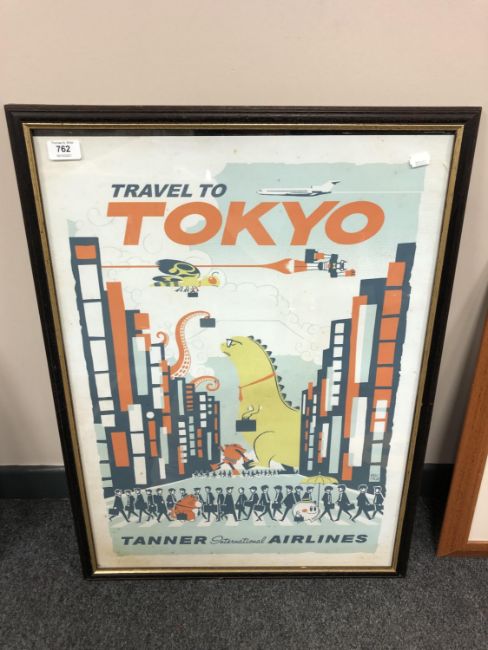 762
TRAVEL TO
TOKYO
TANNER International AIRLINES